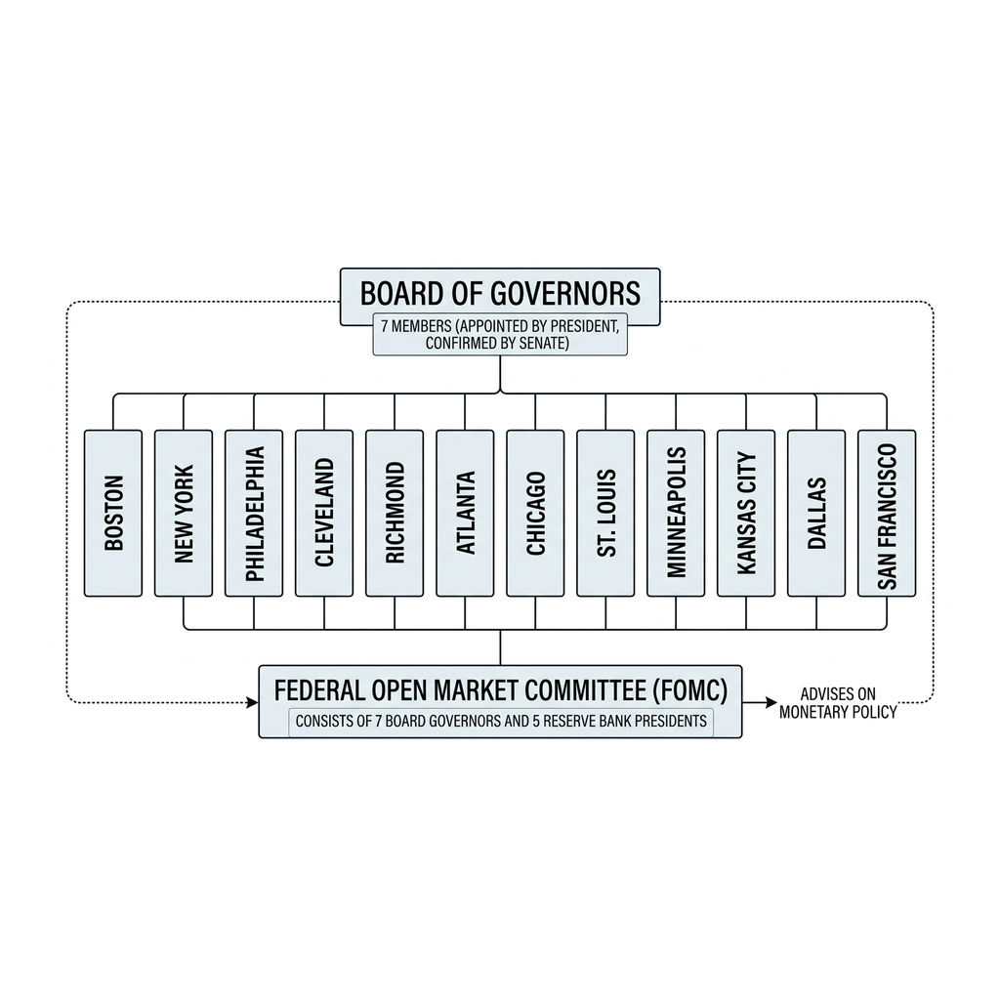 BOARD OF GOVERNORS
7 MEMBERS (APPOINTED BY PRESIDENT,
CONFIRMED BY SENATE)
BOSTON
NEW YORK
PHILADELPHIA
CLEVELAND
RICHMOND
ATLANTA
CHICAGO
ST. LOUIS
MINNEAPOLIS
KANSAS CITY
DALLAS
SAN FRANCISCO
FEDERAL OPEN MARKET COMMITTEE (FOMC)
CONSISTS OF 7 BOARD GOVERNORS AND 5 RESERVE BANK PRESIDENTS
ADVISES ON
MONETARY POLICY